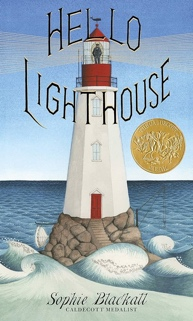 HELLO
LIGHTHOUSE
Sophie Blackall
CALDECOTT MEDALIST